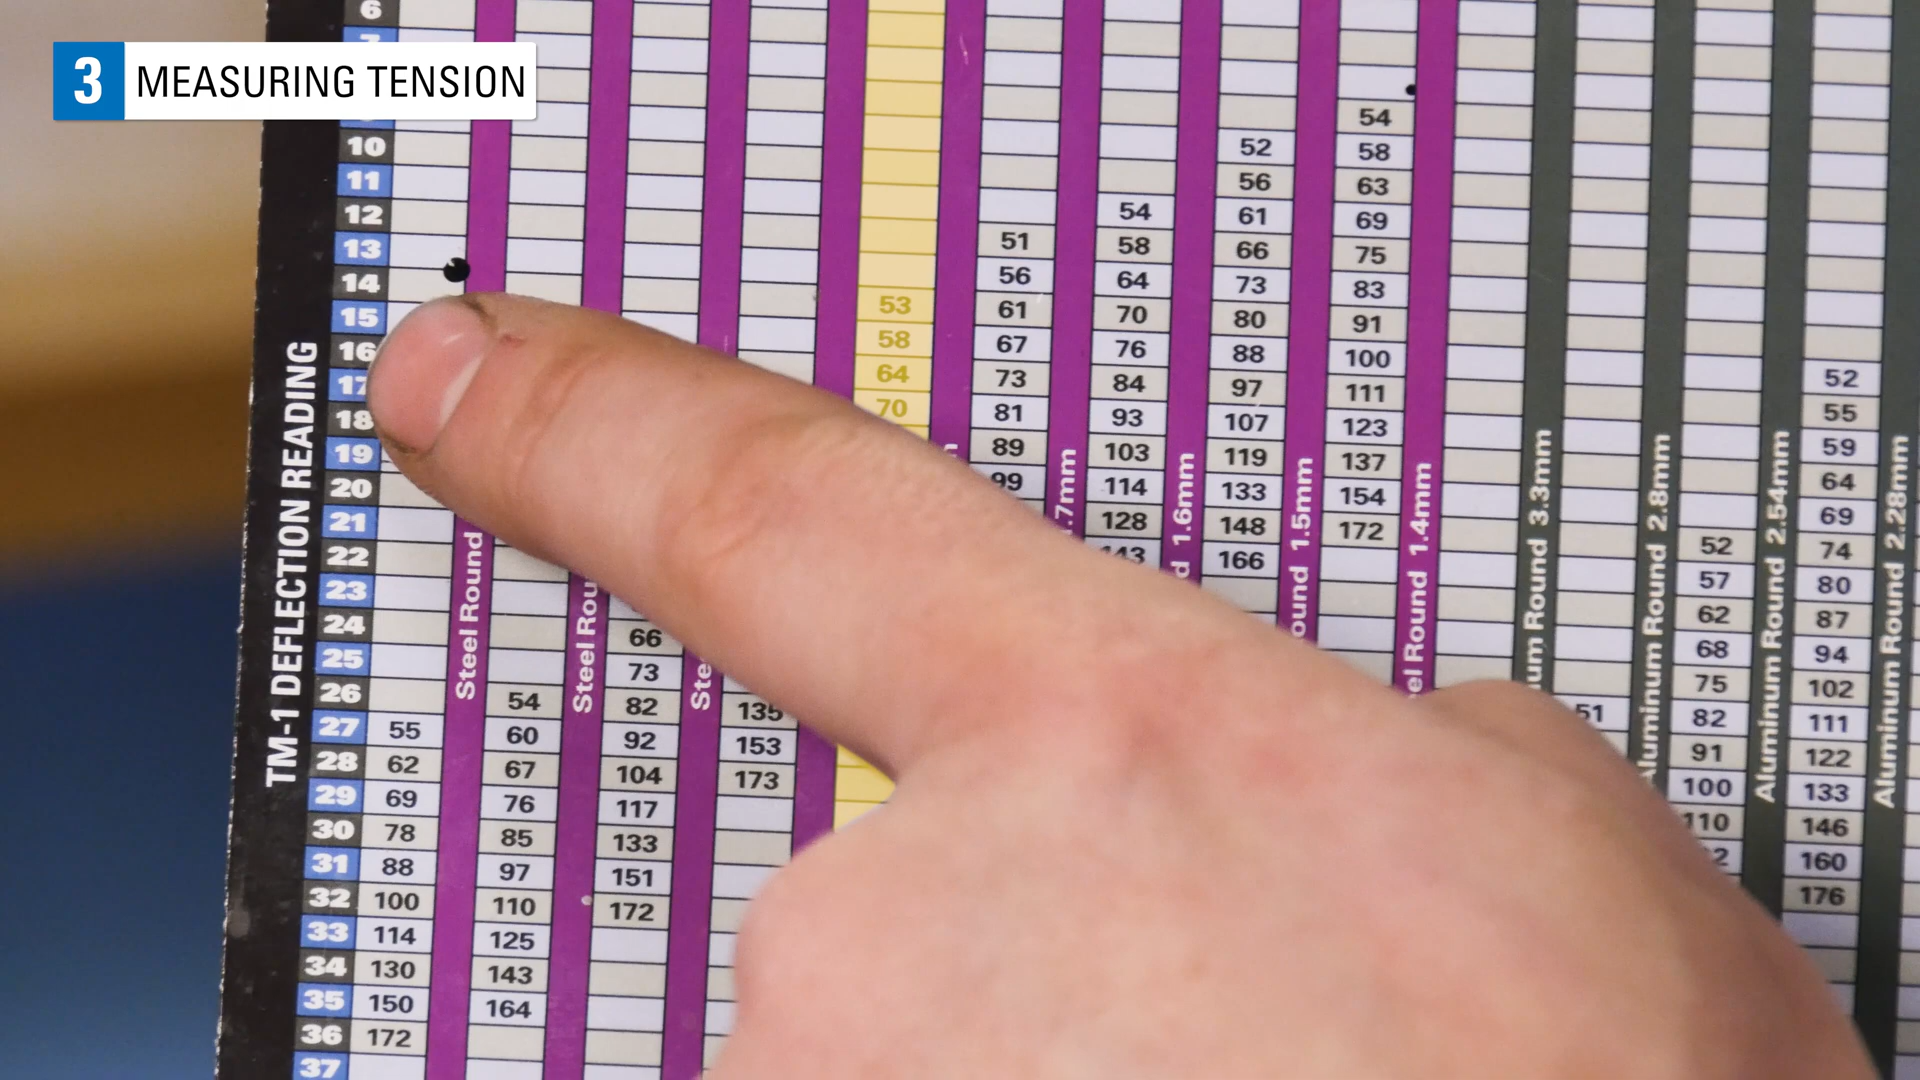 3 MEASURING TENSION
TM-1 DEFLECTION READING
6
54
52 58
10 56 63
11 54 61 69
12 51 58 66 75
13 56 64 73 83
14 53 61 70 80 91
15 58 67 76 88 100 52
16 64 73 84 97 111 55
17 70 81 93 107 123 59
18 89 103 119 137 64
19 99 114 133 154 69
20 128 148 172 52 74
21 166 57 80
22 62 87
23 68 94
24 66 75 102
25 73 51 82 111
26 54 82 135 91 122
27 55 60 92 153 100 133
28 62 67 104 173 110 146
29 69 76 117 160
30 78 85 133 176
31 88 97 151
32 100 110 172
33 114 125
34 130 143
35 150 164
36 172
37
Steel Round
Steel
1.6mm
1.5mm
Round 1.4mm
Round 3.3mm
Aluminum Round 2.8mm
Aluminum Round 2.54mm
Aluminum Round 2.28mm